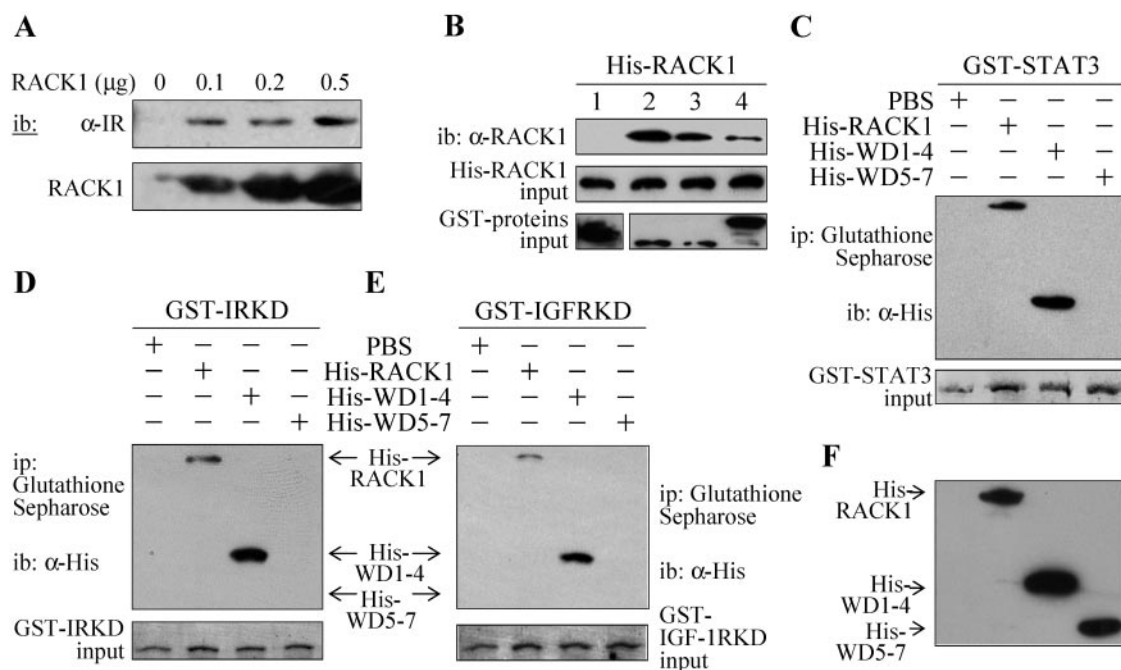 A
RACK1 (μg) 0 0.1 0.2 0.5
ib: α-IR
RACK1
B
His-RACK1
1 2 3 4
ib: α-RACK1
His-RACK1
input
GST-proteins
input
C
GST-STAT3
PBS + − − −
His-RACK1 − + − −
His-WD1-4 − − + −
His-WD5-7 − − − +
ip: Glutathione
Sepharose
ib: α-His
GST-STAT3
input
D
GST-IRKD
+ − − −
− + − −
− − + −
− − − +
PBS
His-RACK1
His-WD1-4
His-WD5-7
ip:
Glutathione
Sepharose
ib: α-His
GST-IRKD
input
← His- →
RACK1
← His- →
WD1-4
← His- →
WD5-7
E
GST-IGFRKD
+ − − −
− + − −
− − + −
− − − +
ip: Glutathione
Sepharose
ib: α-His
GST-
IGF-1RKD
input
F
His→
RACK1
His→
WD1-4
His→
WD5-7